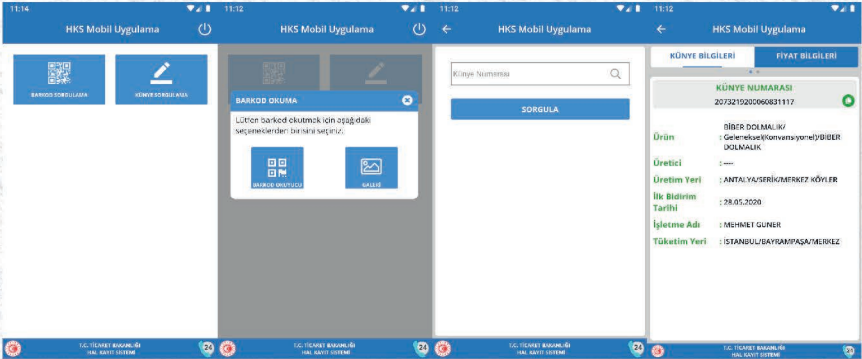 11:14
HKS Mobil Uygulama
BARKOD SORGULAMA
KÜNYE SORGULAMA
T.C. TİCARET BAKANLIĞI
HAL KAYIT SİSTEMİ
24
11:12
HKS Mobil Uygulama
BARKOD OKUMA
Lütfen barkod okutmak için aşağıdaki
seçeneklerden birisini seçiniz.
BARKOD OKUYUCU
GALERİ
T.C. TİCARET BAKANLIĞI
HAL KAYIT SİSTEMİ
24
11:12
HKS Mobil Uygulama
Künye Numarası
SORGULA
T.C. TİCARET BAKANLIĞI
HAL KAYIT SİSTEMİ
24
11:12
HKS Mobil Uygulama
KÜNYE BİLGİLERİ
FİYAT BİLGİLERİ
KÜNYE NUMARASI
2073219200060831117
Ürün : BİBER DOLMALIK/
Geleneksel(Konvansiyonel)/BİBER
DOLMALIK
Üretici : ----
Üretim Yeri : ANTALYA/SERİK/MERKEZ KÖYLER
İlk Bidirim
Tarihi : 28.05.2020
İşletme Adı : MEHMET GUNER
Tüketim Yeri : İSTANBUL/BAYRAMPAŞA/MERKEZ
T.C. TİCARET BAKANLIĞI
HAL KAYIT SİSTEMİ
24